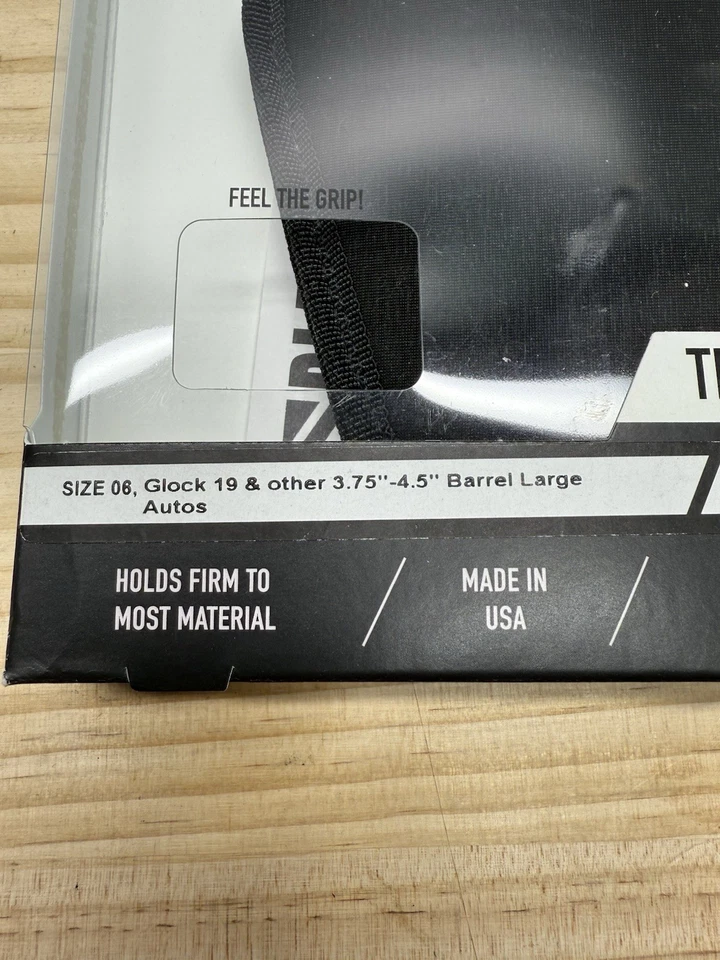 FEEL THE GRIP!
SIZE 06, Glock 19 & other 3.75"-4.5" Barrel Large
Autos
HOLDS FIRM TO
MOST MATERIAL
MADE IN
USA